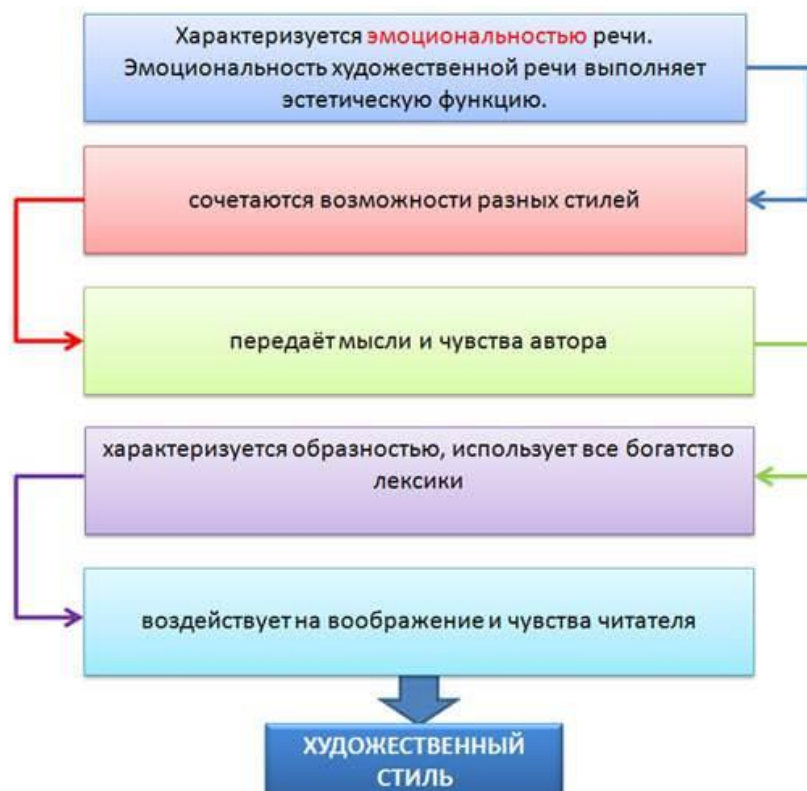 Характеризуется эмоциональностью речи.
Эмоциональность художественной речи выполняет
эстетическую функцию.
сочетаются возможности разных стилей
передаёт мысли и чувства автора
характеризуется образностью, использует все богатство
лексики
воздействует на воображение и чувства читателя
ХУДОЖЕСТВЕННЫЙ
СТИЛЬ